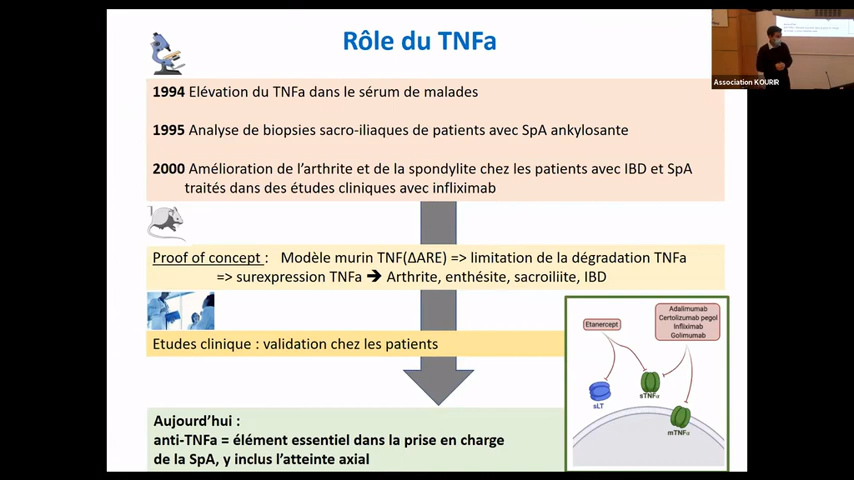 Rôle du TNFa
Association KOURIR
1994 Elévation du TNFa dans le sérum de malades
1995 Analyse de biopsies sacro-iliaques de patients avec SpA ankylosante
2000 Amélioration de l'arthrite et de la spondylite chez les patients avec IBD et SpA
traités dans des études cliniques avec infliximab
Proof of concept : Modèle murin TNF(ΔARE) => limitation de la dégradation TNFa
=> surexpression TNFa ➔ Arthrite, enthésite, sacroiliite, IBD
Etudes clinique : validation chez les patients
Etanercept
Adalimumab
Certolizumab pegol
Infliximab
Golimumab
sLT
sTNFα
mTNFα
Aujourd'hui :
anti-TNFa = élément essentiel dans la prise en charge
de la SpA, y inclus l'atteinte axial